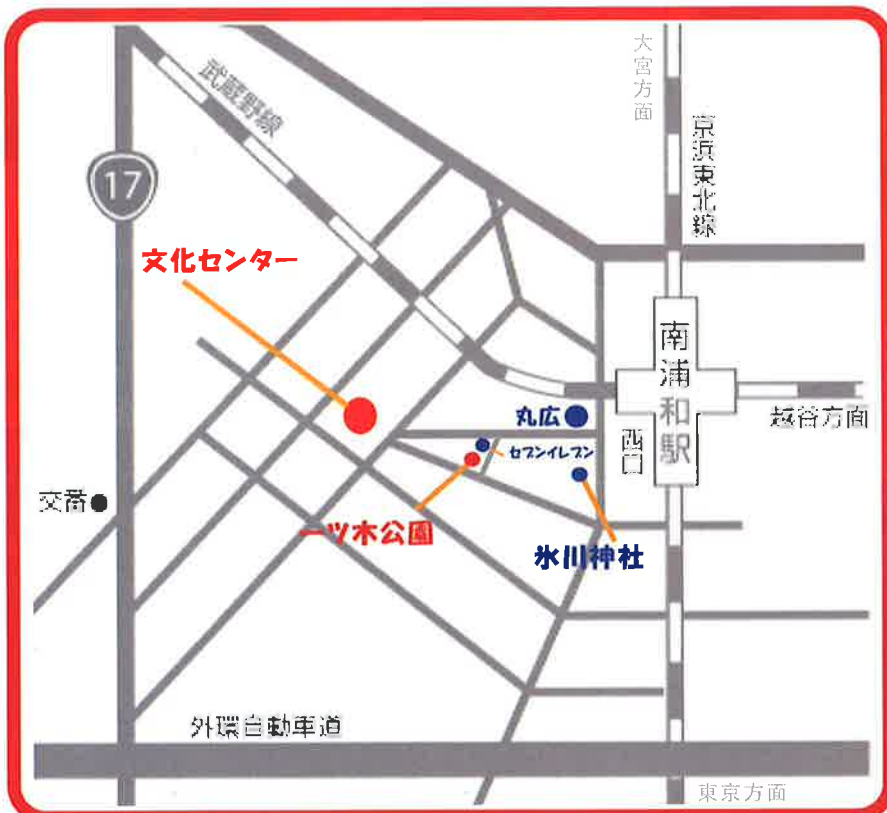 大宮方面
武蔵野線
京浜東北線
17
文化センター
南浦和駅
丸広
西口
越谷方面
セブンイレブン
交番
一ツ木公園
氷川神社
外環自動車道
東京方面